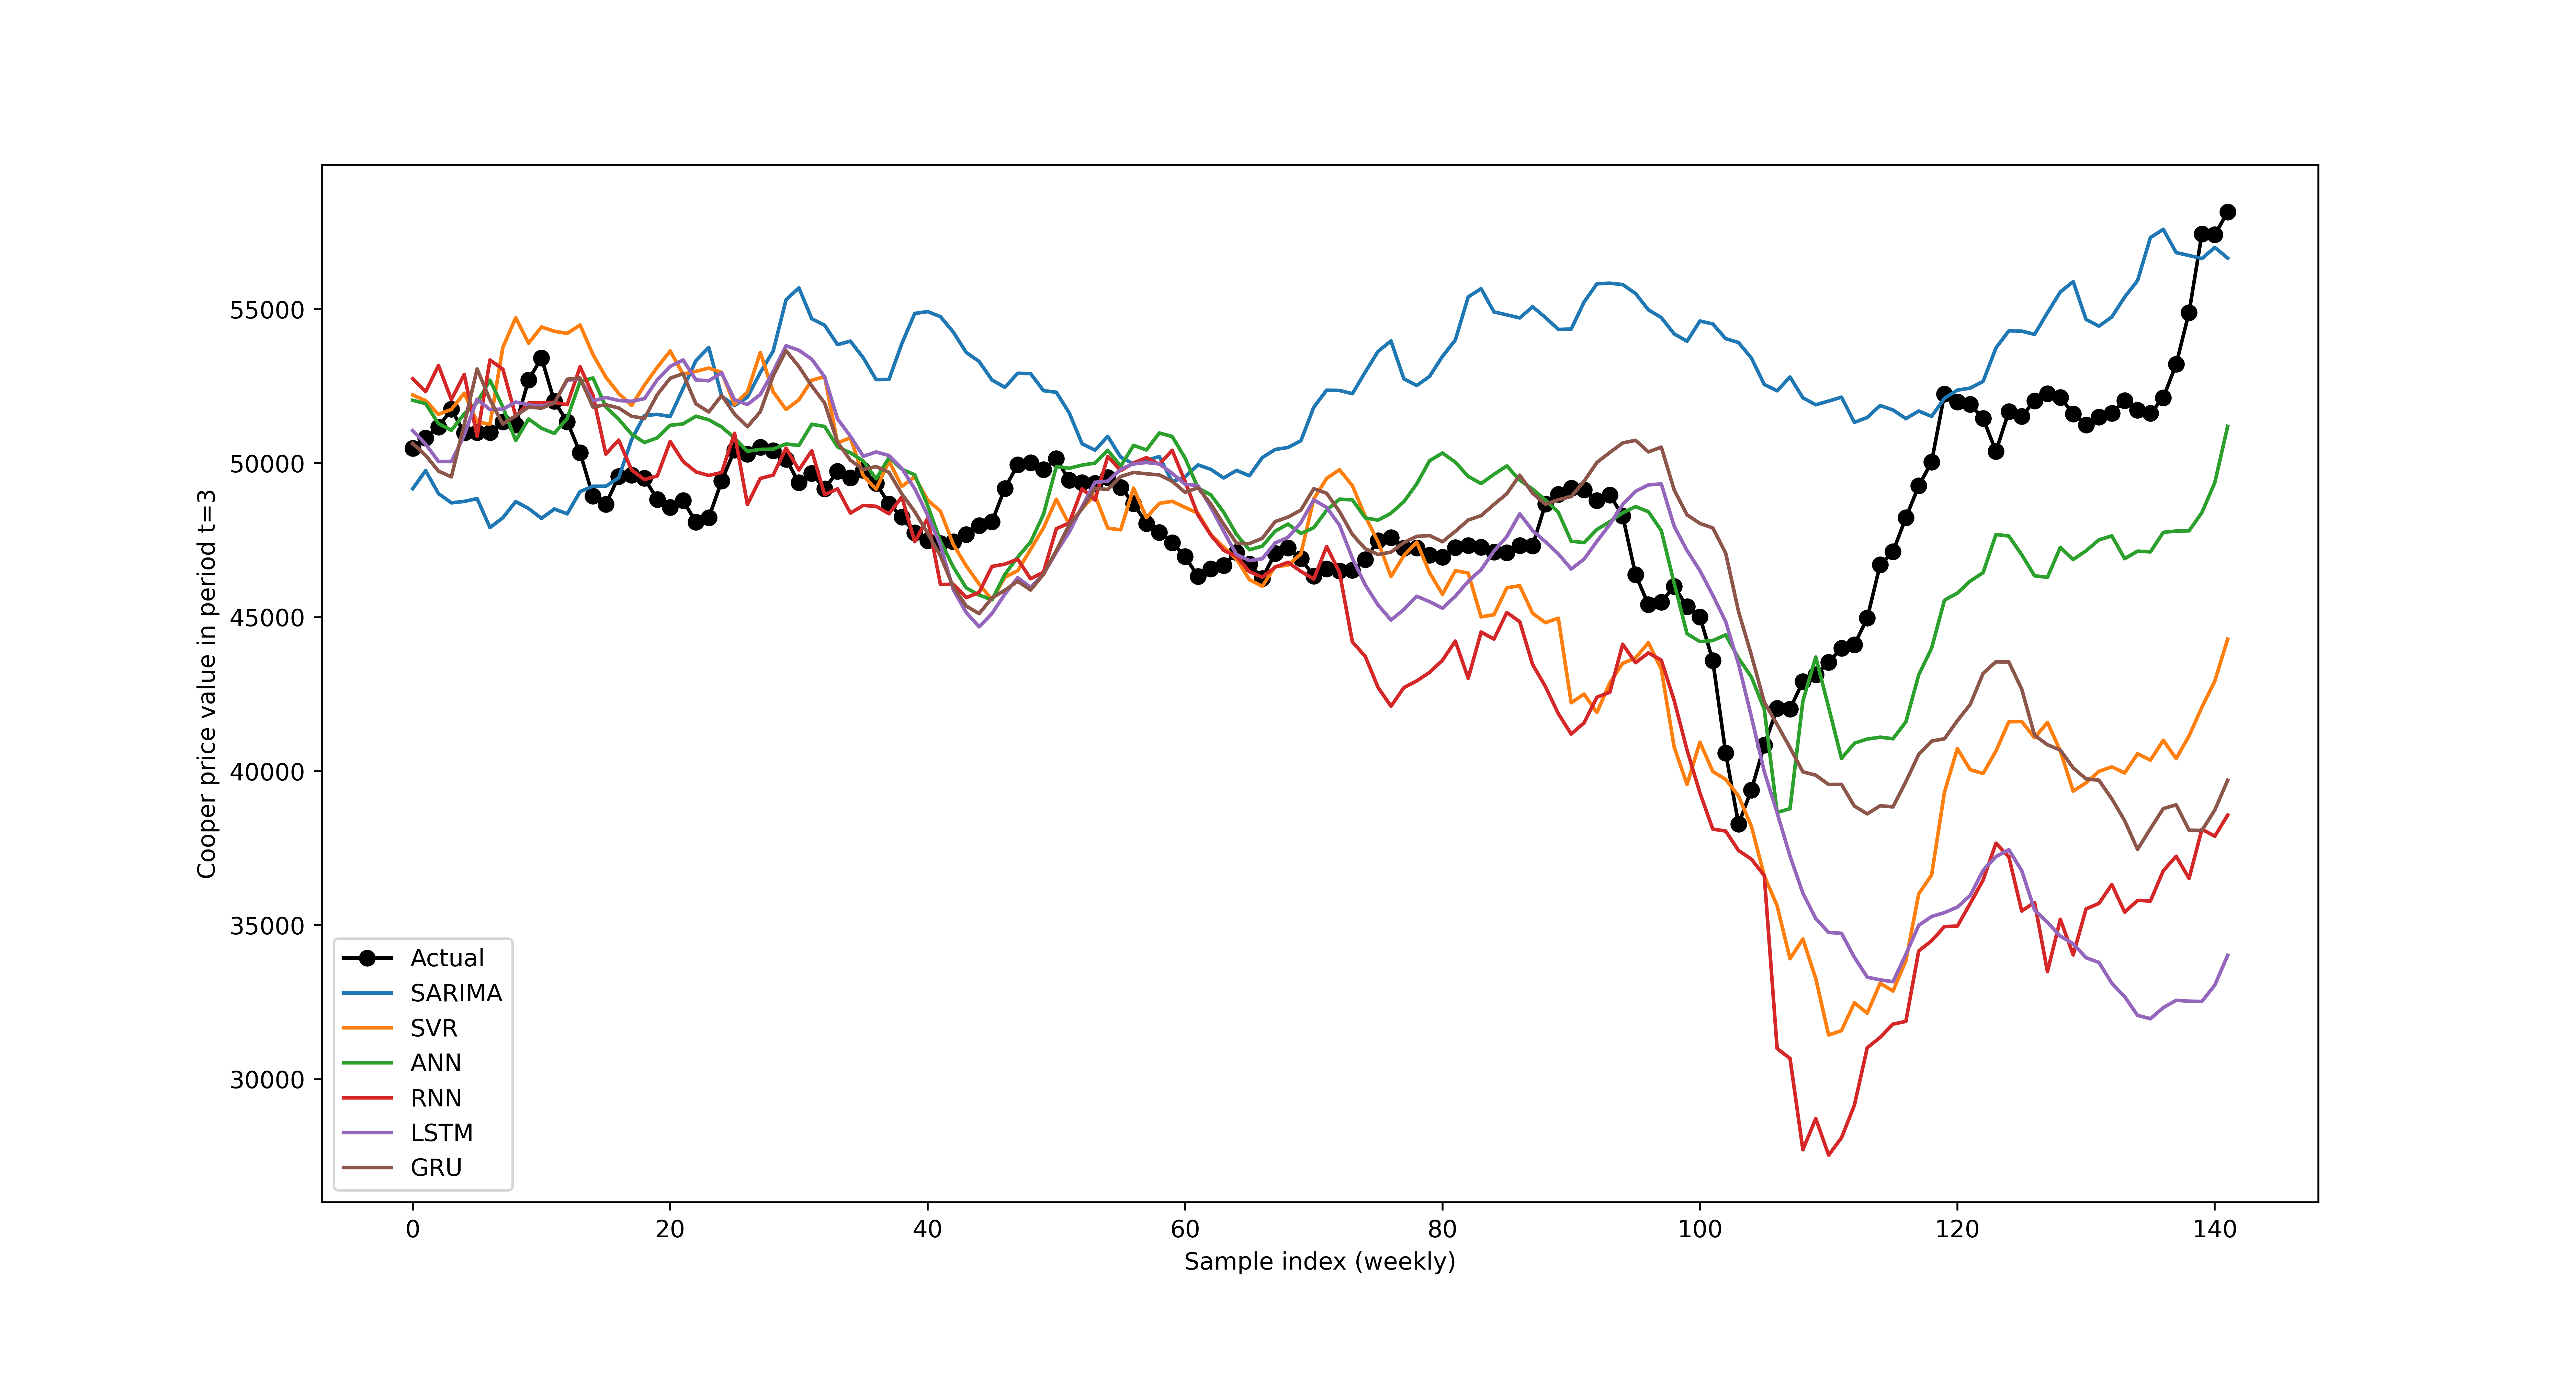 Cooper price value in period t=3
55000
50000
45000
40000
35000
30000
Actual
SARIMA
SVR
ANN
RNN
LSTM
GRU
0 20 40 60 80 100 120 140
Sample index (weekly)